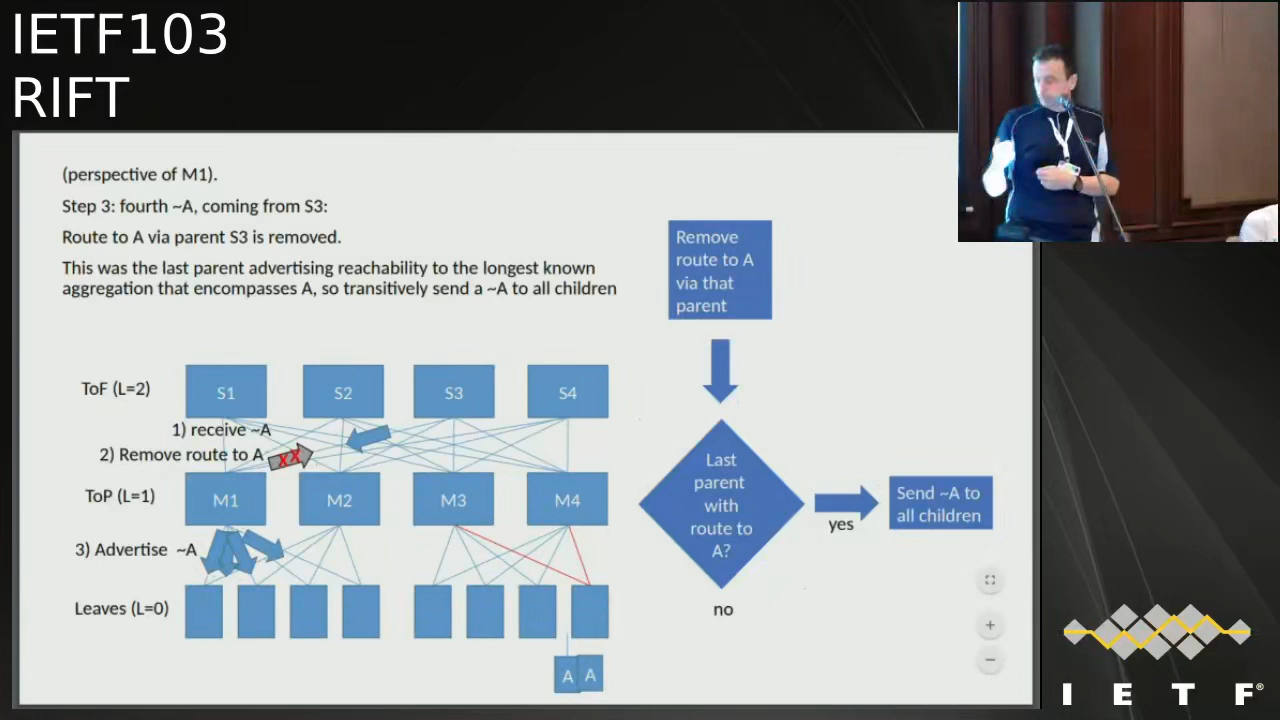 IETF103
RIFT
(perspective of M1).
Step 3: fourth ~A, coming from S3:
Route to A via parent S3 is removed.
This was the last parent advertising reachability to the longest known
aggregation that encompasses A, so transitively send a ~A to all children
Remove
route to A
via that
parent
ToF (L=2)
S1
S2
S3
S4
1) receive ~A
2) Remove route to A
XX
ToP (L=1)
M1
M2
M3
M4
Last
parent
with
route to
A?
yes
Send ~A to
all children
3) Advertise ~A
Leaves (L=0)
no
A
A
I E T F®